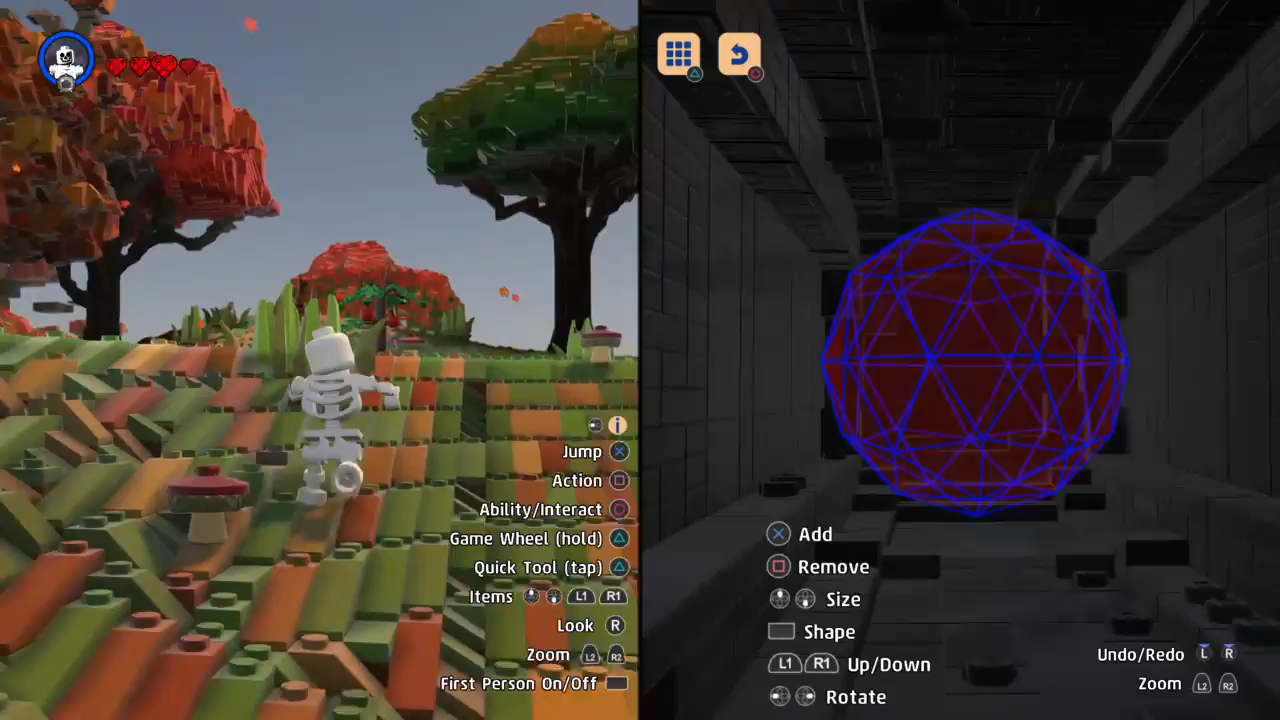 i
Jump
Action
Ability/Interact
Game Wheel (hold)
Quick Tool (tap)
Items L1 R1
Look R
Zoom L2 R2
First Person On/Off
Add
Remove
Size
Shape
L1 R1 Up/Down
Rotate
Undo/Redo L R
Zoom L2 R2